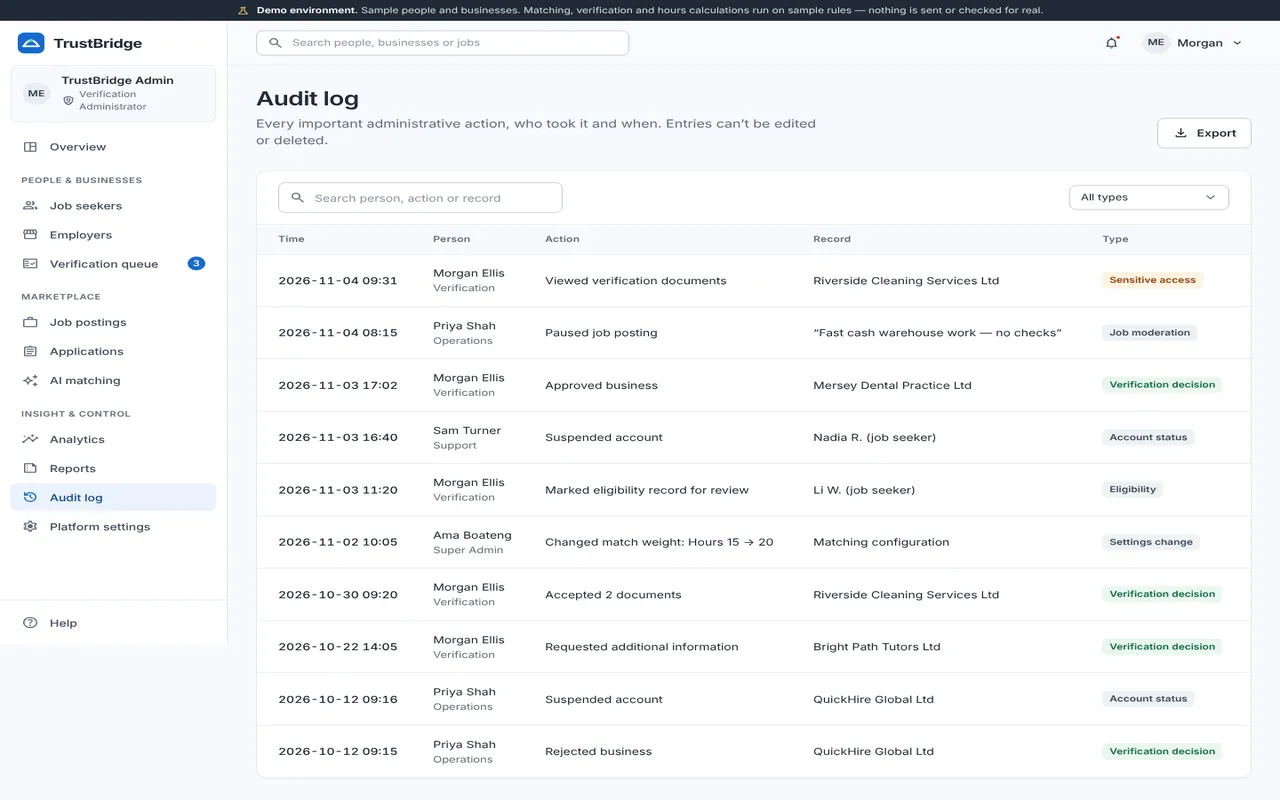 Demo environment. Sample people and businesses. Matching, verification and hours calculations run on sample rules — nothing is sent or checked for real.
TrustBridge
Search people, businesses or jobs
ME Morgan
ME
TrustBridge Admin
Verification
Administrator
Overview
PEOPLE & BUSINESSES
Job seekers
Employers
Verification queue 3
MARKETPLACE
Job postings
Applications
AI matching
INSIGHT & CONTROL
Analytics
Reports
Audit log
Platform settings
Help
Audit log
Every important administrative action, who took it and when. Entries can’t be edited
or deleted.
Export
Search person, action or record
All types
Time Person Action Record Type
2026-11-04 09:31 Morgan Ellis Viewed verification documents Riverside Cleaning Services Ltd Sensitive access
Verification
2026-11-04 08:15 Priya Shah Paused job posting “Fast cash warehouse work — no checks” Job moderation
Operations
2026-11-03 17:02 Morgan Ellis Approved business Mersey Dental Practice Ltd Verification decision
Verification
2026-11-03 16:40 Sam Turner Suspended account Nadia R. (job seeker) Account status
Support
2026-11-03 11:20 Morgan Ellis Marked eligibility record for review Li W. (job seeker) Eligibility
Verification
2026-11-02 10:05 Ama Boateng Changed match weight: Hours 15 → 20 Matching configuration Settings change
Super Admin
2026-10-30 09:20 Morgan Ellis Accepted 2 documents Riverside Cleaning Services Ltd Verification decision
Verification
2026-10-22 14:05 Morgan Ellis Requested additional information Bright Path Tutors Ltd Verification decision
Verification
2026-10-12 09:16 Priya Shah Suspended account QuickHire Global Ltd Account status
Operations
2026-10-12 09:15 Priya Shah Rejected business QuickHire Global Ltd Verification decision
Operations